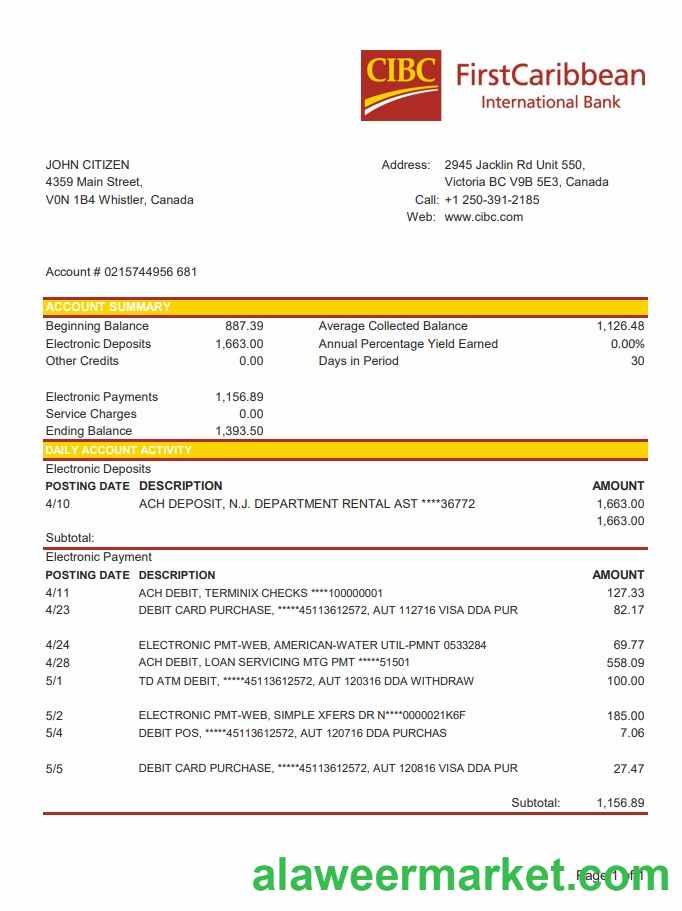 CIBC FirstCaribbean
International Bank
JOHN CITIZEN Address: 2945 Jacklin Rd Unit 550,
4359 Main Street, Victoria BC V9B 5E3, Canada
V0N 1B4 Whistler, Canada Call: +1 250-391-2185
Web: www.cibc.com
Account # 0215744956 681
ACCOUNT SUMMARY
Beginning Balance 887.39 Average Collected Balance 1,126.48
Electronic Deposits 1,663.00 Annual Percentage Yield Earned 0.00%
Other Credits 0.00 Days in Period 30
Electronic Payments 1,156.89
Service Charges 0.00
Ending Balance 1,393.50
DAILY ACCOUNT ACTIVITY
Electronic Deposits
POSTING DATE DESCRIPTION AMOUNT
4/10 ACH DEPOSIT, N.J. DEPARTMENT RENTAL AST ****36772 1,663.00
1,663.00
Subtotal:
Electronic Payment
POSTING DATE DESCRIPTION AMOUNT
4/11 ACH DEBIT, TERMINIX CHECKS ****100000001 127.33
4/23 DEBIT CARD PURCHASE, *****45113612572, AUT 112716 VISA DDA PUR 82.17
4/24 ELECTRONIC PMT-WEB, AMERICAN-WATER UTIL-PMNT 0533284 69.77
4/28 ACH DEBIT, LOAN SERVICING MTG PMT *****51501 558.09
5/1 TD ATM DEBIT, *****45113612572, AUT 120316 DDA WITHDRAW 100.00
5/2 ELECTRONIC PMT-WEB, SIMPLE XFERS DR N****0000021K6F 185.00
5/4 DEBIT POS, *****45113612572, AUT 120716 DDA PURCHAS 7.06
5/5 DEBIT CARD PURCHASE, *****45113612572, AUT 120816 VISA DDA PUR 27.47
Subtotal: 1,156.89
Page 1 of 1
alaweermarket.com